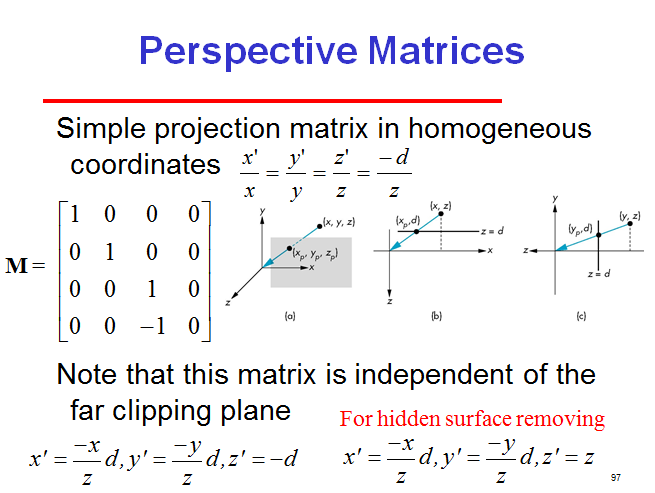 Perspective Matrices
Simple projection matrix in homogeneous
coordinates x'/x = y'/y = z'/z = −d/z
M =
1 0 0 0
0 1 0 0
0 0 1 0
0 0 −1 0
y
(x, y, z)
(xp, yp, zp)
x
z
(a)
(x, z)
(xp,d)
z = d
x
z
(b)
y
(y, z)
(yp,d)
z
z = d
(c)
Note that this matrix is independent of the
far clipping plane
For hidden surface removing
x' = −x/z d, y' = −y/z d, z' = −d
x' = −x/z d, y' = −y/z d, z' = z
97